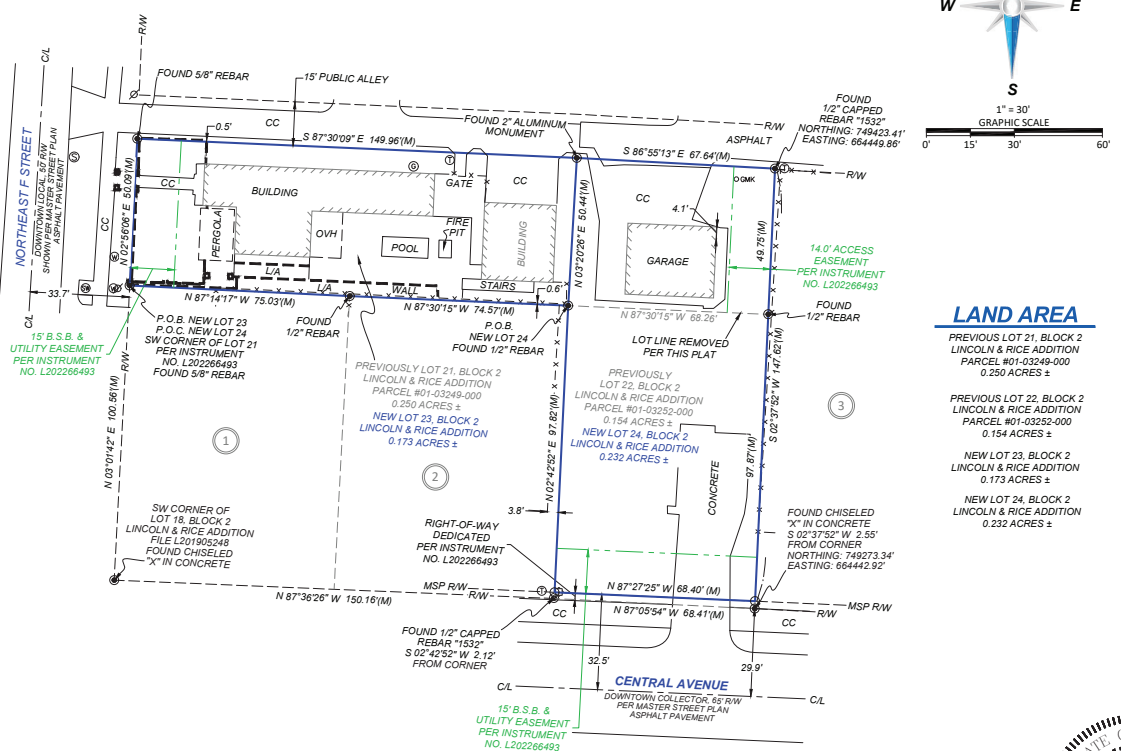 W
E
S
1" = 30'
GRAPHIC SCALE
0' 15' 30' 60'
R/W
C/L
FOUND 5/8" REBAR
15' PUBLIC ALLEY
CC
0.5'
S 87°30'09" E 149.96'(M)
FOUND 2" ALUMINUM
MONUMENT
S 86°55'13" E 67.64'(M)
ASPHALT
R/W
R/W
FOUND
1/2" CAPPED
REBAR "1532"
NORTHING: 749423.41'
EASTING: 664449.86'
T
GMK
NORTHEAST F STREET
DOWNTOWN LOCAL, 50' R/W
SHOWN PER MASTER STREET PLAN
ASPHALT PAVEMENT
S
CC
CC
N 02°56'06" E 50.09'(M)
BUILDING
PERGOLA
OVH
POOL
FIRE
PIT
G
T
GATE
CC
BUILDING
STAIRS
L/A
L/A
WALL
0.6'
N 03°20'26" E 50.44'(M)
CC
4.1'
GARAGE
49.75'(M)
14.0' ACCESS
EASEMENT
PER INSTRUMENT
NO. L202266493
W
SW
W
33.7'
C/L
15' B.S.B. &
UTILITY EASEMENT
PER INSTRUMENT
NO. L202266493
R/W
P.O.B. NEW LOT 23
P.O.C. NEW LOT 24
SW CORNER OF LOT 21
PER INSTRUMENT
NO. L202266493
FOUND 5/8" REBAR
N 87°14'17" W 75.03'(M)
FOUND
1/2" REBAR
N 87°30'15" W 74.57'(M)
P.O.B.
NEW LOT 24
FOUND 1/2" REBAR
N 87°30'15" W 68.26'
LOT LINE REMOVED
PER THIS PLAT
FOUND
1/2" REBAR
PREVIOUSLY LOT 21, BLOCK 2
LINCOLN & RICE ADDITION
PARCEL #01-03249-000
0.250 ACRES ±
NEW LOT 23, BLOCK 2
LINCOLN & RICE ADDITION
0.173 ACRES ±
PREVIOUSLY
LOT 22, BLOCK 2
LINCOLN & RICE ADDITION
PARCEL #01-03252-000
0.154 ACRES ±
NEW LOT 24, BLOCK 2
LINCOLN & RICE ADDITION
0.232 ACRES ±
LAND AREA
PREVIOUS LOT 21, BLOCK 2
LINCOLN & RICE ADDITION
PARCEL #01-03249-000
0.250 ACRES ±
PREVIOUS LOT 22, BLOCK 2
LINCOLN & RICE ADDITION
PARCEL #01-03252-000
0.154 ACRES ±
NEW LOT 23, BLOCK 2
LINCOLN & RICE ADDITION
0.173 ACRES ±
NEW LOT 24, BLOCK 2
LINCOLN & RICE ADDITION
0.232 ACRES ±
N 03°01'42" E 100.56'(M)
1
2
3
N 02°42'52" E 97.82'(M)
S 02°37'52" W 147.62'(M)
97.87'(M)
CONCRETE
3.8'
SW CORNER OF
LOT 18, BLOCK 2
LINCOLN & RICE ADDITION
FILE L201905248
FOUND CHISELED
"X" IN CONCRETE
RIGHT-OF-WAY
DEDICATED
PER INSTRUMENT
NO. L202266493
FOUND CHISELED
"X" IN CONCRETE
S 02°37'52" W 2.55'
FROM CORNER
NORTHING: 749273.34'
EASTING: 664442.92'
N 87°36'26" W 150.16'(M)
MSP R/W
R/W
T
N 87°27'25" W 68.40' (M)
N 87°05'54" W 68.41'(M)
MSP R/W
R/W
CC
CC
FOUND 1/2" CAPPED
REBAR "1532"
S 02°42'52" W 2.12'
FROM CORNER
32.5'
29.9'
C/L
CENTRAL AVENUE
C/L
DOWNTOWN COLLECTOR, 65' R/W
PER MASTER STREET PLAN
ASPHALT PAVEMENT
15' B.S.B. &
UTILITY EASEMENT
PER INSTRUMENT
NO. L202266493